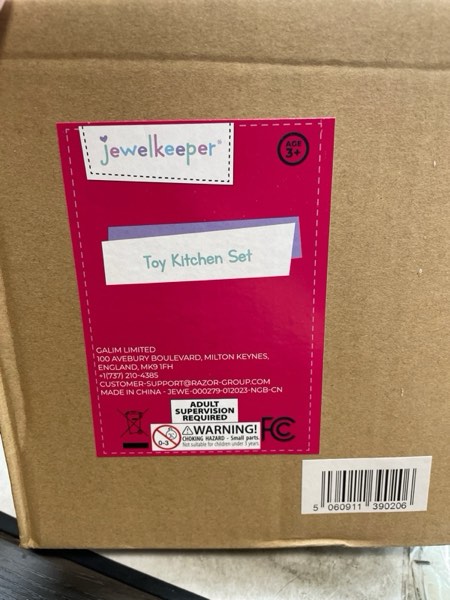 jewelkeeper®
AGE
3+
Toy Kitchen Set
GALIM LIMITED
100 AVEBURY BOULEVARD, MILTON KEYNES,
ENGLAND, MK9 1FH
+1(737) 210-4385
CUSTOMER-SUPPORT@RAZOR-GROUP.COM
MADE IN CHINA - JEWE-000279-012023-NGB-CN
ADULT
SUPERVISION
REQUIRED
0-3
WARNING!
CHOKING HAZARD - Small parts
Not suitable for children under 3 years
FC
5 060911 390206